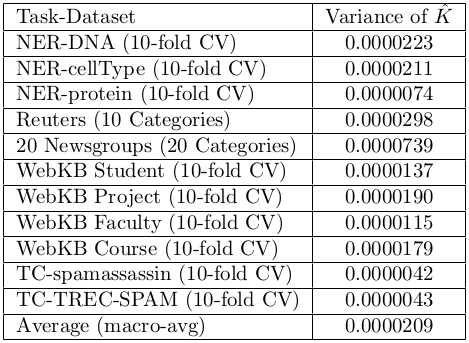 Task-Dataset Variance of K̂
NER-DNA (10-fold CV) 0.0000223
NER-cellType (10-fold CV) 0.0000211
NER-protein (10-fold CV) 0.0000074
Reuters (10 Categories) 0.0000298
20 Newsgroups (20 Categories) 0.0000739
WebKB Student (10-fold CV) 0.0000137
WebKB Project (10-fold CV) 0.0000190
WebKB Faculty (10-fold CV) 0.0000115
WebKB Course (10-fold CV) 0.0000179
TC-spamassassin (10-fold CV) 0.0000042
TC-TREC-SPAM (10-fold CV) 0.0000043
Average (macro-avg) 0.0000209